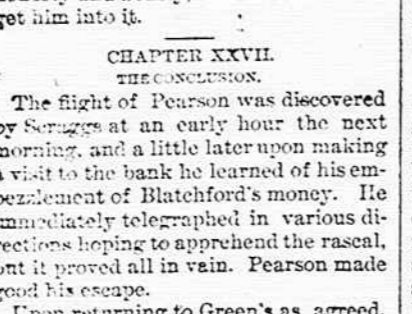 get him into it.
CHAPTER XXVII.
THE CONCLUSION.
The flight of Pearson was discovered
by Scraggs at an early hour the next
morning, and a little later upon making
a visit to the bank he learned of his em-
bezzlement of Blatchford's money. He
immediately telegraphed in various di-
rections hoping to apprehend the rascal,
but it proved all in vain. Pearson made
good his escape.
Upon returning to Green's as agreed,